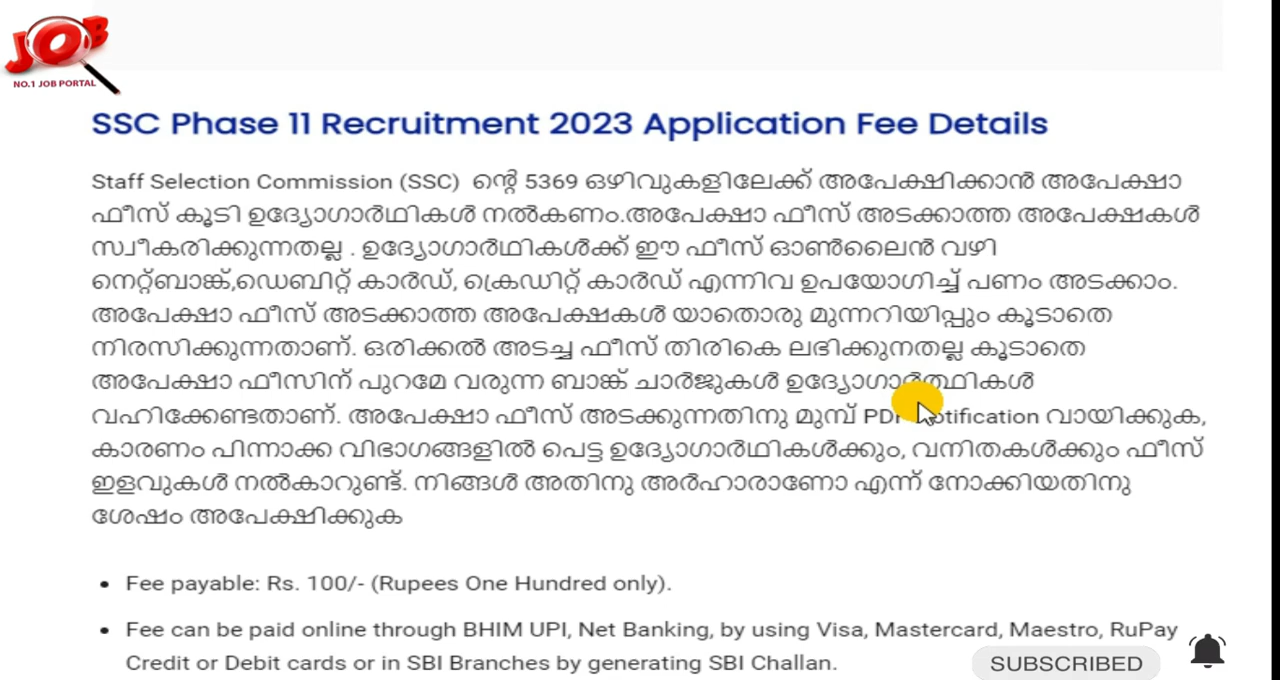 JOB
NO.1 JOB PORTAL
SSC Phase 11 Recruitment 2023 Application Fee Details
Staff Selection Commission (SSC) ന്റെ 5369 ഒഴിവുകളിലേക്ക് അപേക്ഷിക്കാൻ അപേക്ഷാ
ഫീസ് കൂടി ഉദ്യോഗാർഥികൾ നൽകണം.അപേക്ഷാ ഫീസ് അടക്കാത്ത അപേക്ഷകൾ
സ്വീകരിക്കുന്നതല്ല . ഉദ്യോഗാർഥികൾക്ക് ഈ ഫീസ് ഓൺലൈൻ വഴി
നെറ്റ്ബാങ്ക്,ഡെബിറ്റ് കാർഡ്, ക്രെഡിറ്റ് കാർഡ് എന്നിവ ഉപയോഗിച്ച് പണം അടക്കാം.
അപേക്ഷാ ഫീസ് അടക്കാത്ത അപേക്ഷകൾ യാതൊരു മുന്നറിയിപ്പും കൂടാതെ
നിരസിക്കുന്നതാണ്. ഒരിക്കൽ അടച്ച ഫീസ് തിരികെ ലഭിക്കുനതല്ല കൂടാതെ
അപേക്ഷാ ഫീസിന് പുറമേ വരുന്ന ബാങ്ക് ചാർജുകൾ ഉദ്യോഗാർത്ഥികൾ
വഹിക്കേണ്ടതാണ്. അപേക്ഷാ ഫീസ് അടക്കുന്നതിനു മുമ്പ് PDF Notification വായിക്കുക,
കാരണം പിന്നാക്ക വിഭാഗങ്ങളിൽ പെട്ട ഉദ്യോഗാർഥികൾക്കും, വനിതകൾക്കും ഫീസ്
ഇളവുകൾ നൽകാറുണ്ട്. നിങ്ങൾ അതിനു അർഹാരാണോ എന്ന് നോക്കിയതിനു
ശേഷം അപേക്ഷിക്കുക
• Fee payable: Rs. 100/- (Rupees One Hundred only).
• Fee can be paid online through BHIM UPI, Net Banking, by using Visa, Mastercard, Maestro, RuPay
Credit or Debit cards or in SBI Branches by generating SBI Challan.
SUBSCRIBED